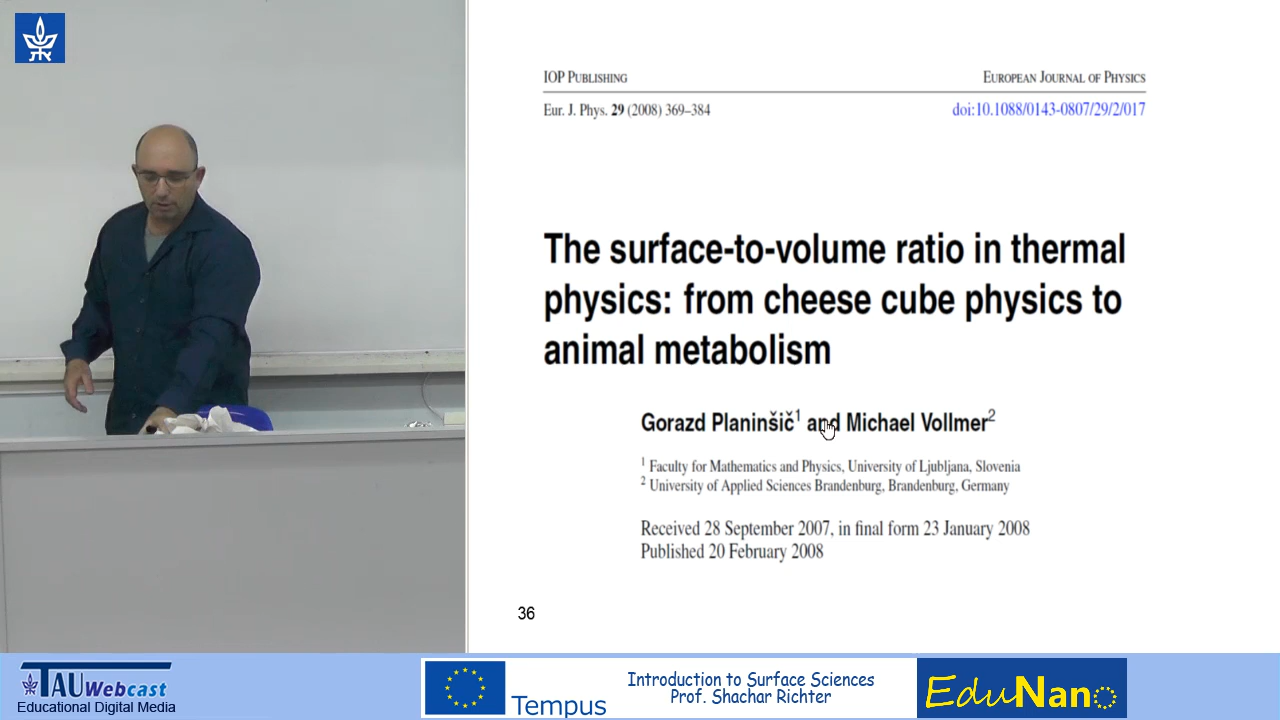 IOP PUBLISHING
EUROPEAN JOURNAL OF PHYSICS
Eur. J. Phys. 29 (2008) 369–384
doi:10.1088/0143-0807/29/2/017
The surface-to-volume ratio in thermal
physics: from cheese cube physics to
animal metabolism
Gorazd Planinšič1 and Michael Vollmer2
1 Faculty for Mathematics and Physics, University of Ljubljana, Slovenia
2 University of Applied Sciences Brandenburg, Brandenburg, Germany
Received 28 September 2007, in final form 23 January 2008
Published 20 February 2008
36
TAU Webcast
Educational Digital Media
Tempus
Introduction to Surface Sciences
Prof. Shachar Richter
EduNano